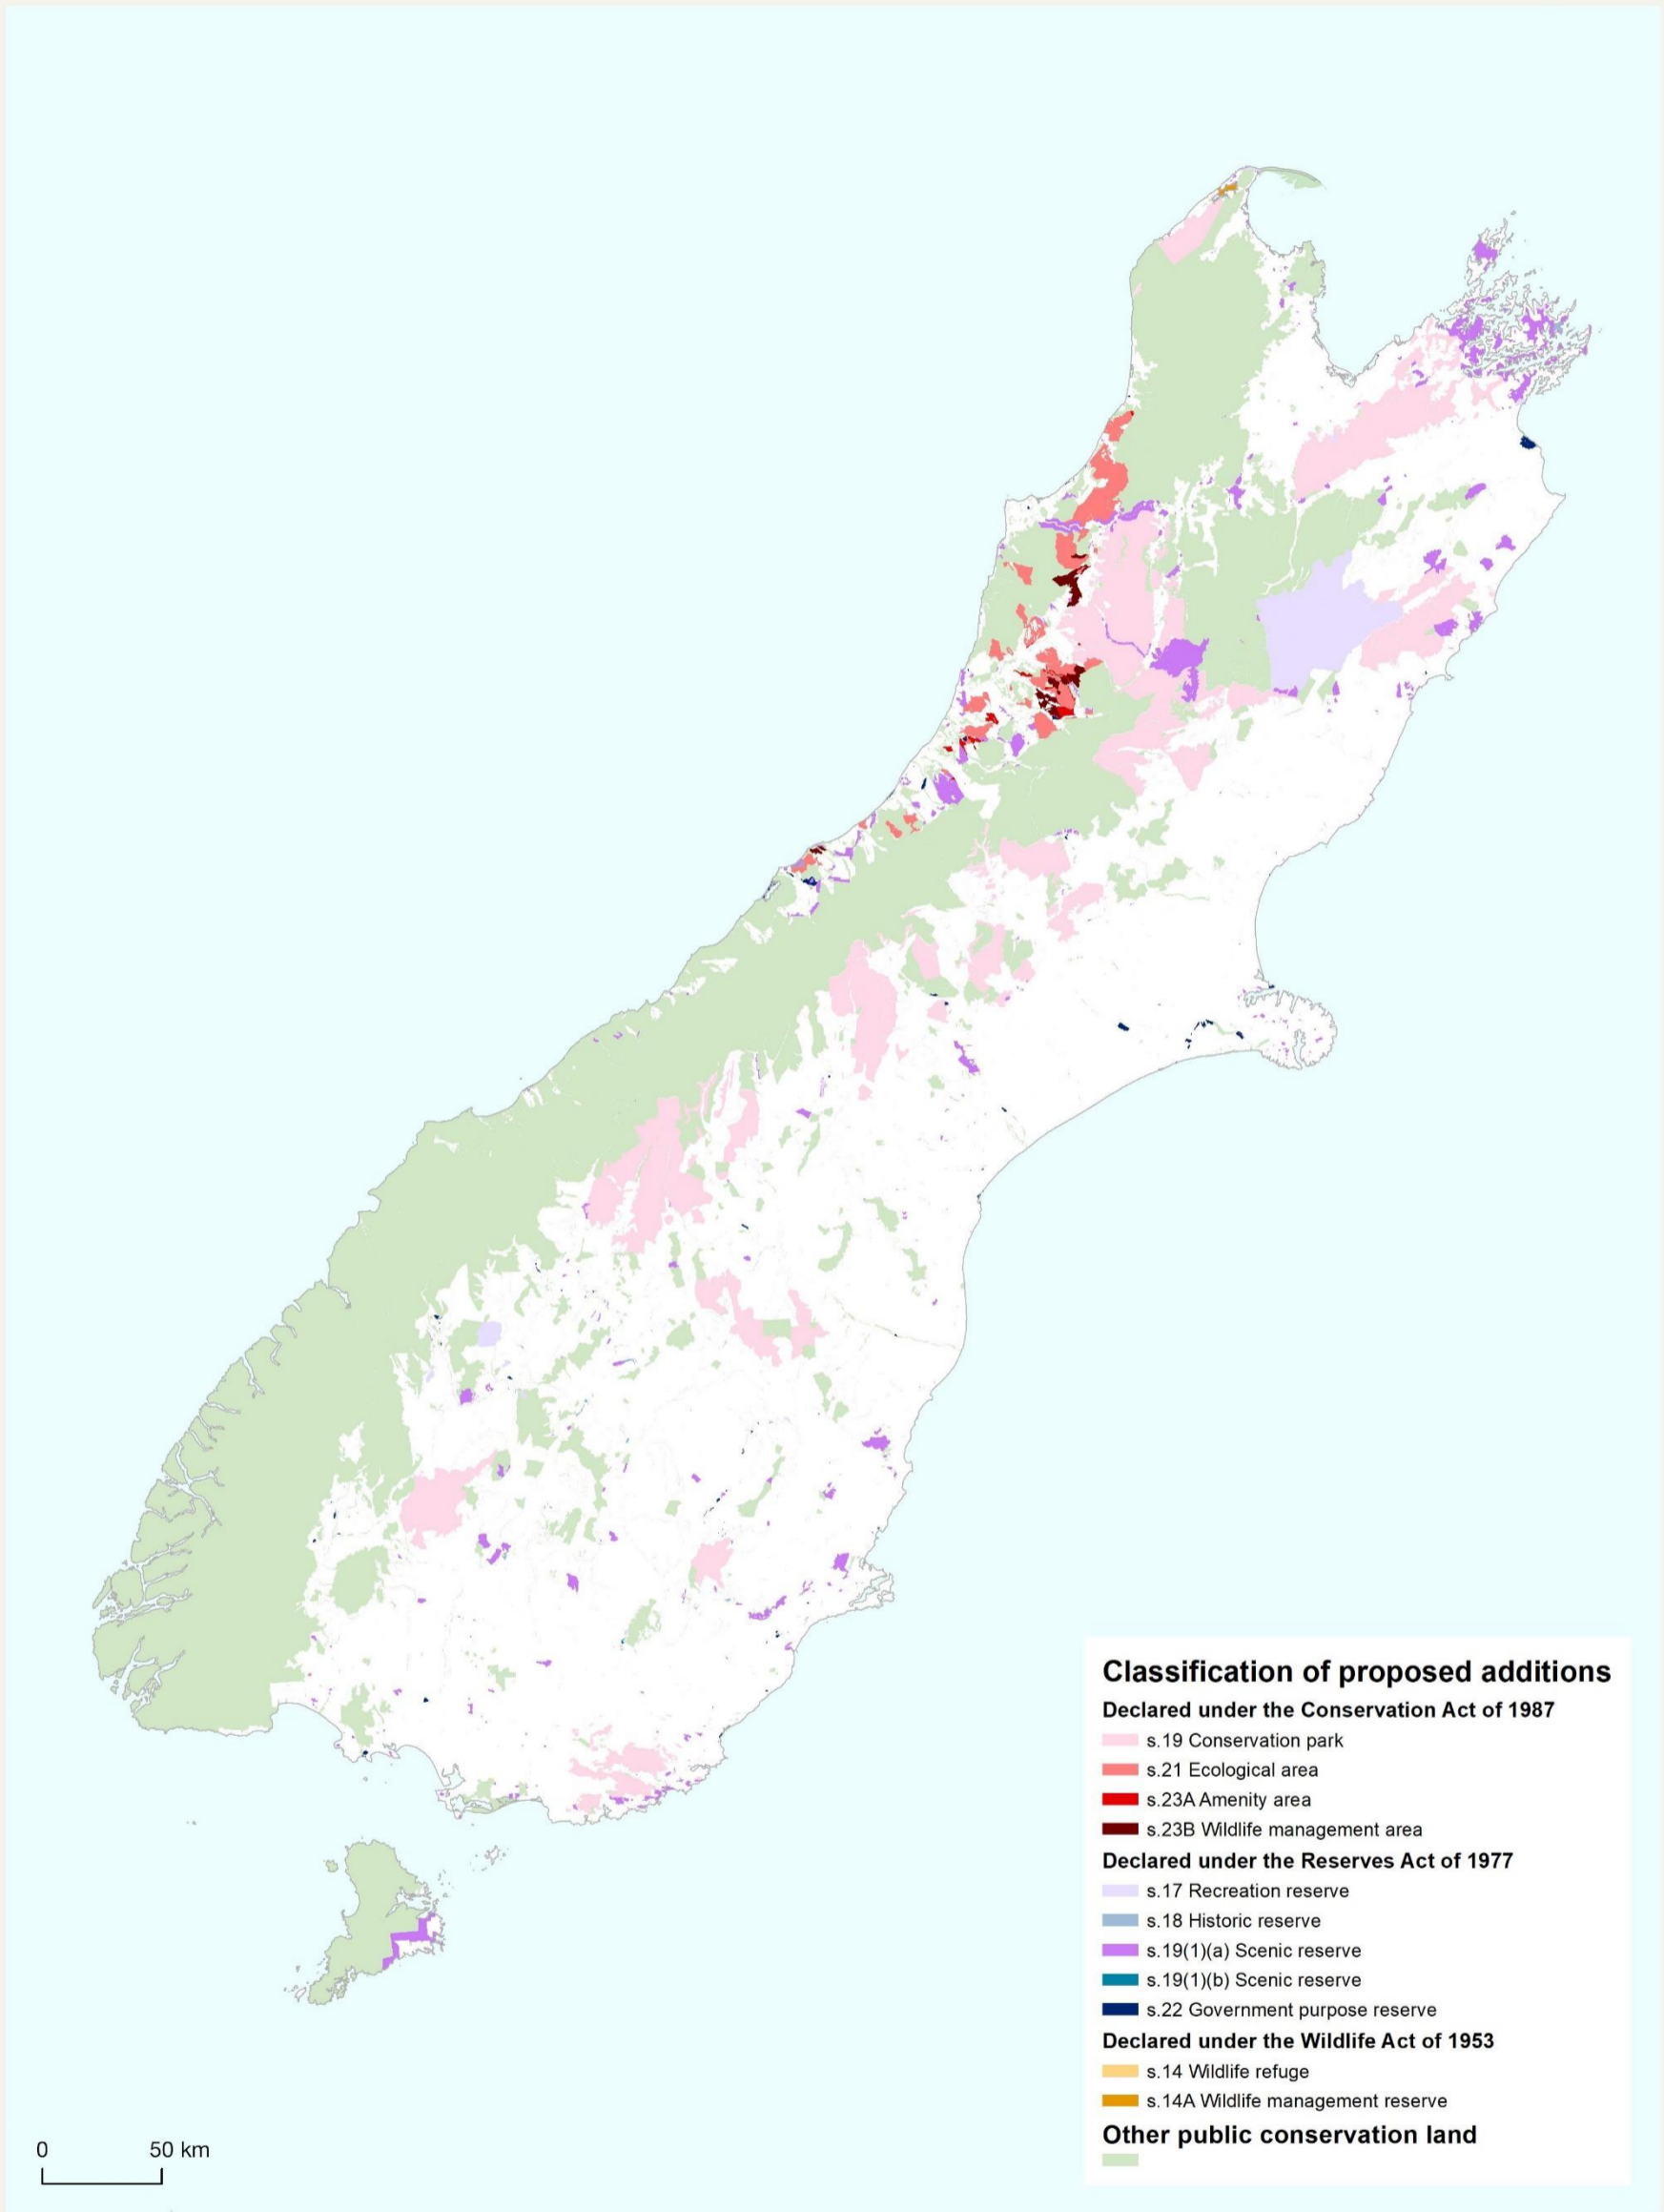 Classification of proposed additions
Declared under the Conservation Act of 1987
s.19 Conservation park
s.21 Ecological area
s.23A Amenity area
s.23B Wildlife management area
Declared under the Reserves Act of 1977
s.17 Recreation reserve
s.18 Historic reserve
s.19(1)(a) Scenic reserve
s.19(1)(b) Scenic reserve
s.22 Government purpose reserve
Declared under the Wildlife Act of 1953
s.14 Wildlife refuge
s.14A Wildlife management reserve
Other public conservation land
0 50 km